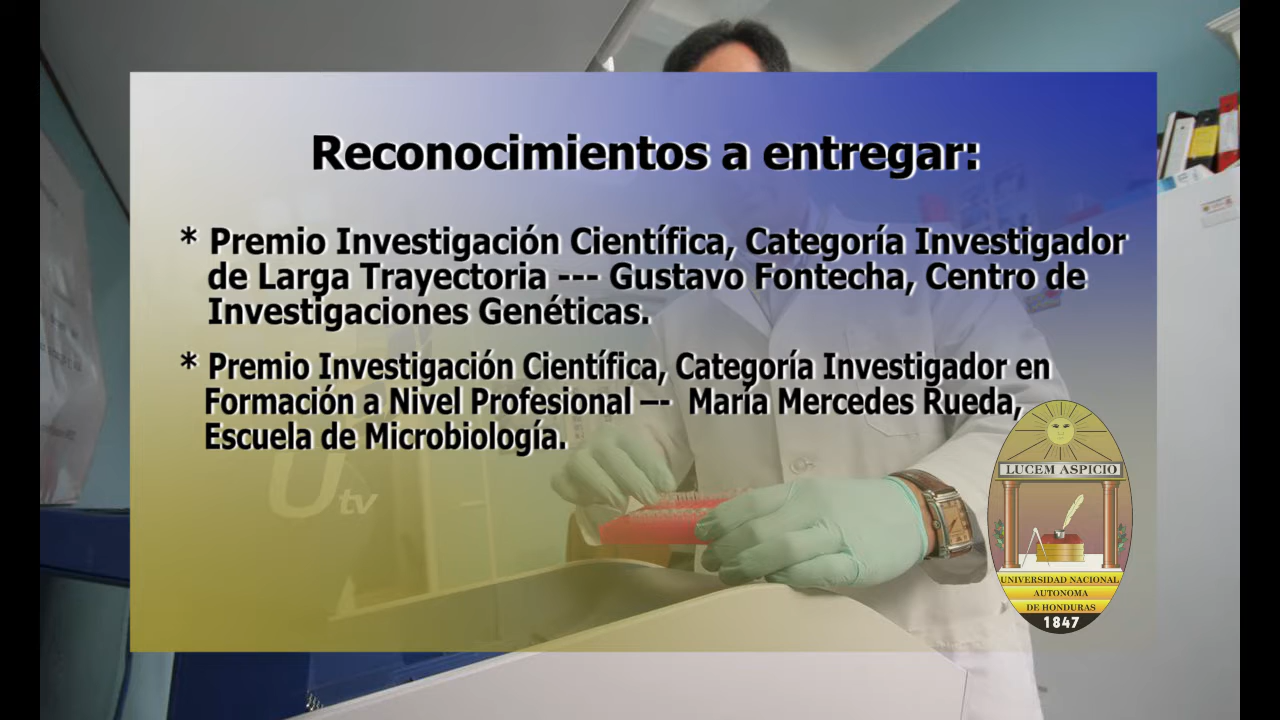 Reconocimientos a entregar:
* Premio Investigación Científica, Categoría Investigador
de Larga Trayectoria --- Gustavo Fontecha, Centro de
Investigaciones Genéticas.
* Premio Investigación Científica, Categoría Investigador en
Formación a Nivel Profesional –- María Mercedes Rueda,
Escuela de Microbiología.
Utv
LUCEM ASPICIO
UNIVERSIDAD NACIONAL
AUTONOMA
DE HONDURAS
1847